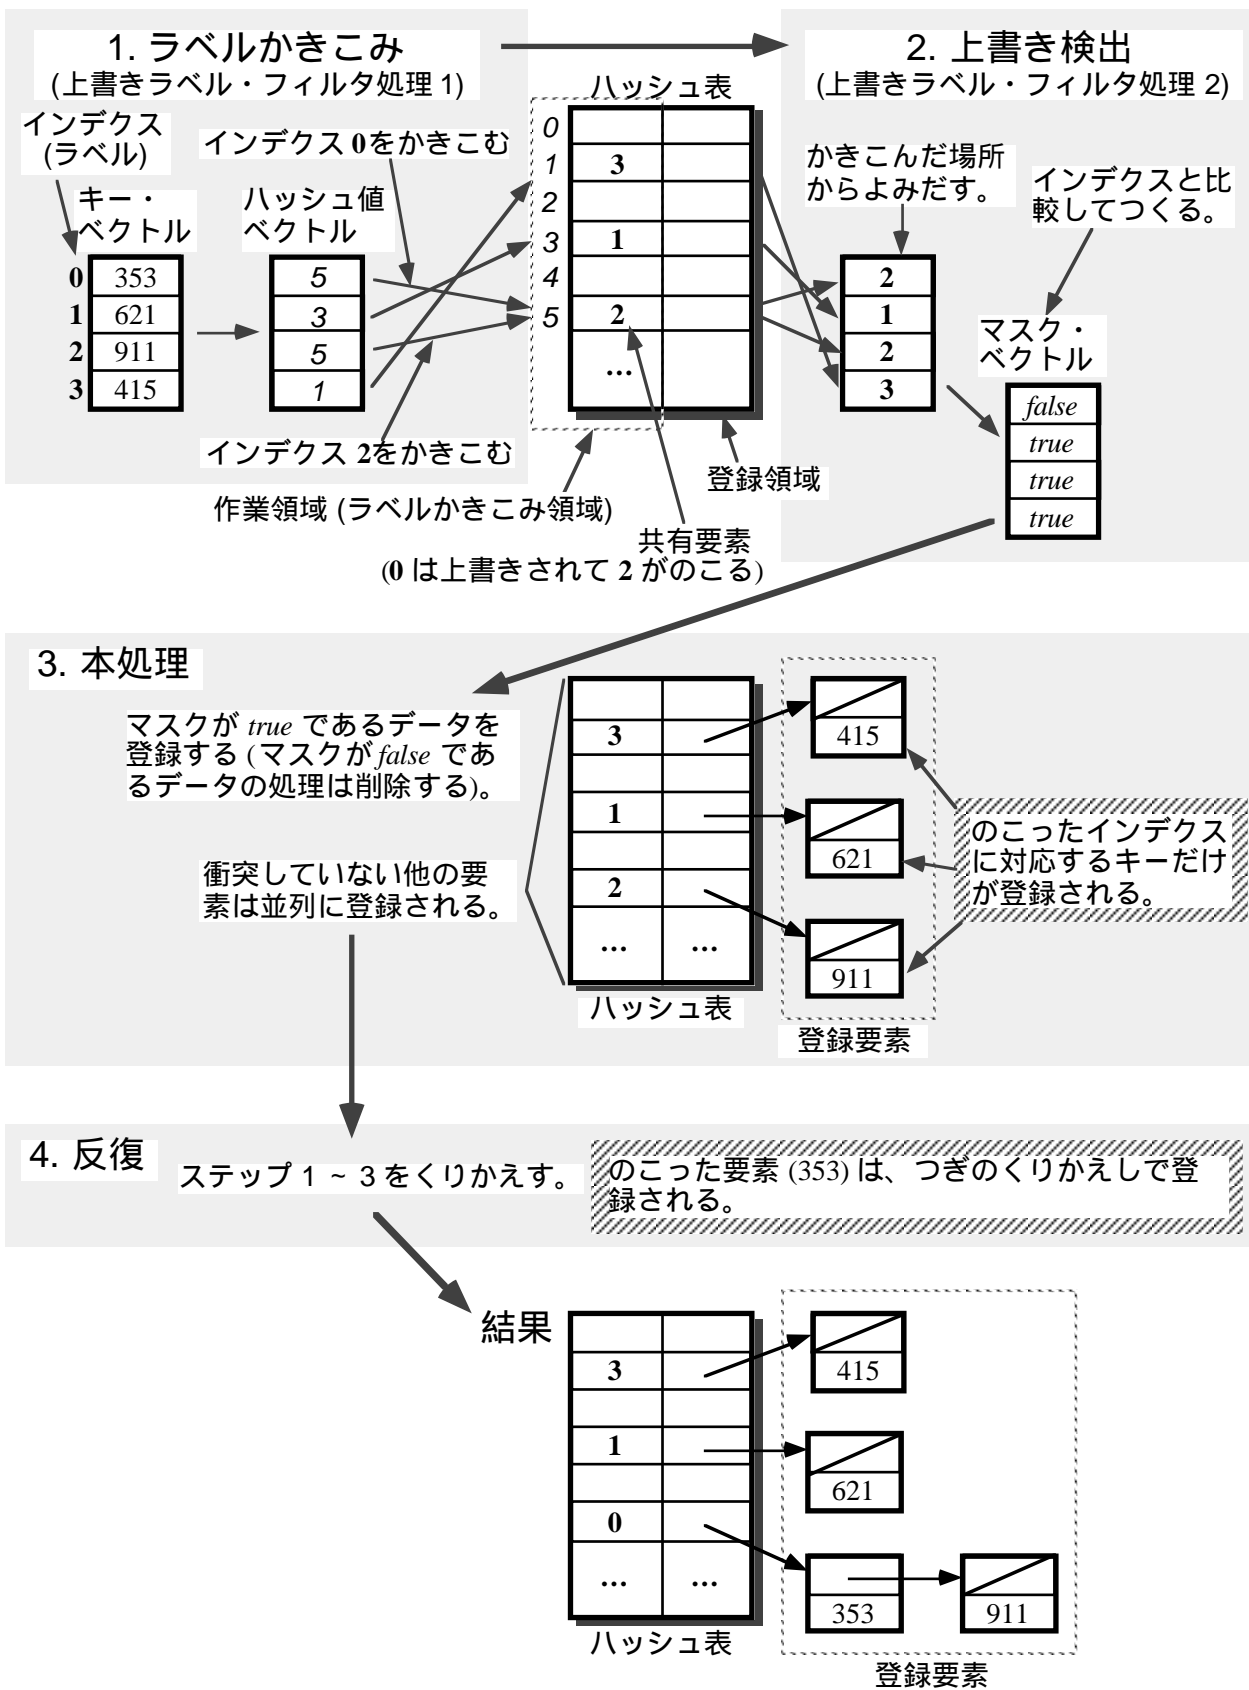 1. ラベルかきこみ
(上書きラベル・フィルタ処理 1)
2. 上書き検出
(上書きラベル・フィルタ処理 2)
インデクス
(ラベル)
キー・
ベクトル
0 353
1 621
2 911
3 415
インデクス 0をかきこむ
ハッシュ値
ベクトル
5
3
5
1
インデクス 2をかきこむ
ハッシュ表
0
1 3
2
3 1
4
5 2
...
作業領域 (ラベルかきこみ領域)
登録領域
共有要素
(0 は上書きされて 2 がのこる)
かきこんだ場所
からよみだす。
2
1
2
3
インデクスと比
較してつくる。
マスク・
ベクトル
false
true
true
true
3. 本処理
マスクが true であるデータを
登録する (マスクが false であ
るデータの処理は削除する)。
衝突していない他の要
素は並列に登録される。
3
1
2
... ...
ハッシュ表
415
621
911
登録要素
のこったインデクス
に対応するキーだけ
が登録される。
4. 反復
ステップ 1 ~ 3 をくりかえす。
のこった要素 (353) は、つぎのくりかえしで登
録される。
結果
3
1
0
... ...
ハッシュ表
415
621
353 911
登録要素